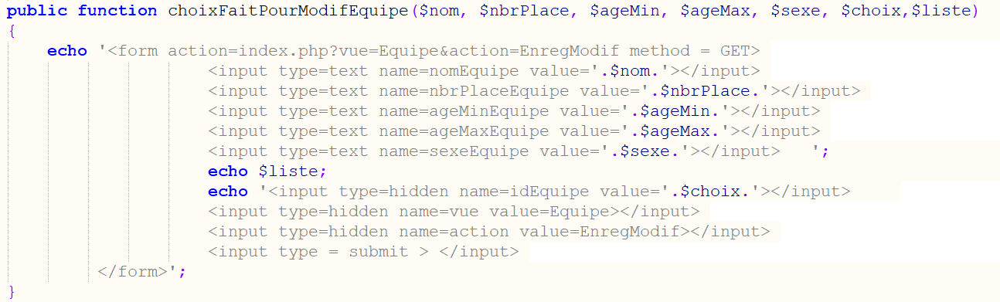 public function choixFaitPourModifEquipe($nom, $nbrPlace, $ageMin, $ageMax, $sexe, $choix,$liste)
{
echo '<form action=index.php?vue=Equipe&action=EnregModif method = GET>
<input type=text name=nomEquipe value='.$nom.'></input>
<input type=text name=nbrPlaceEquipe value='.$nbrPlace.'></input>
<input type=text name=ageMinEquipe value='.$ageMin.'></input>
<input type=text name=ageMaxEquipe value='.$ageMax.'></input>
<input type=text name=sexeEquipe value='.$sexe.'></input>   ';
echo $liste;
echo '<input type=hidden name=idEquipe value='.$choix.'></input>
<input type=hidden name=vue value=Equipe></input>
<input type=hidden name=action value=EnregModif></input>
<input type = submit > </input>
</form>';
}